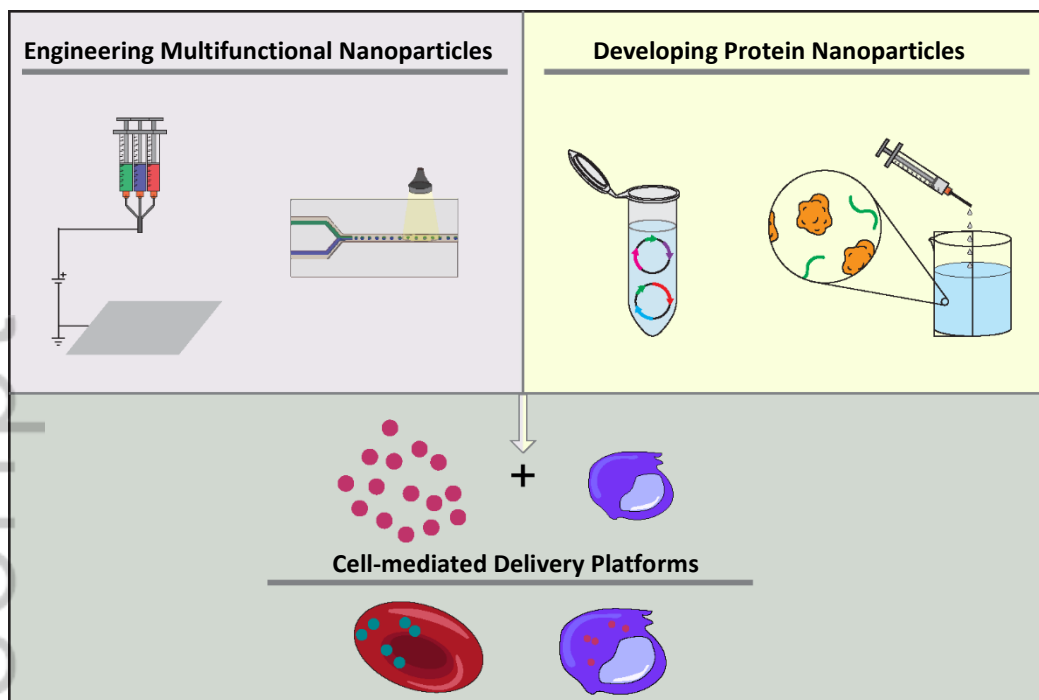 Engineering Multifunctional Nanoparticles
Developing Protein Nanoparticles
+
+
Cell-mediated Delivery Platforms